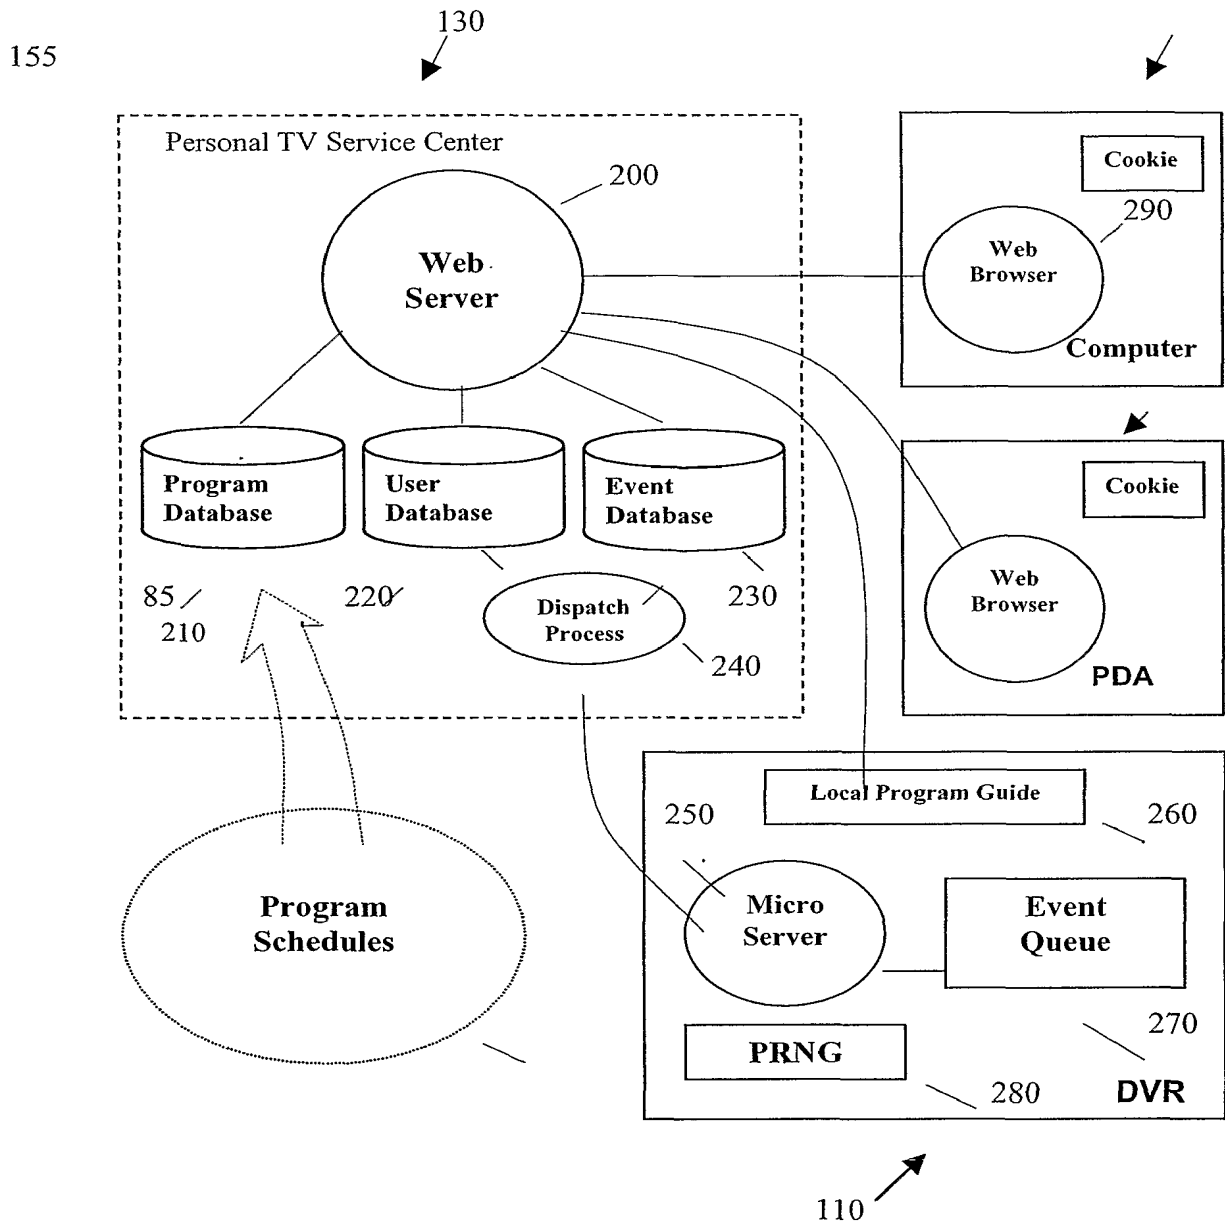 130
155
Personal TV Service Center
200
Web
Server
Cookie
290
Web
Browser
Computer
Program
Database
User
Database
Event
Database
Cookie
85
210
220
Dispatch
Process
230
240
Web
Browser
PDA
Local Program Guide
250
260
Program
Schedules
Micro
Server
Event
Queue
270
PRNG
280
DVR
110